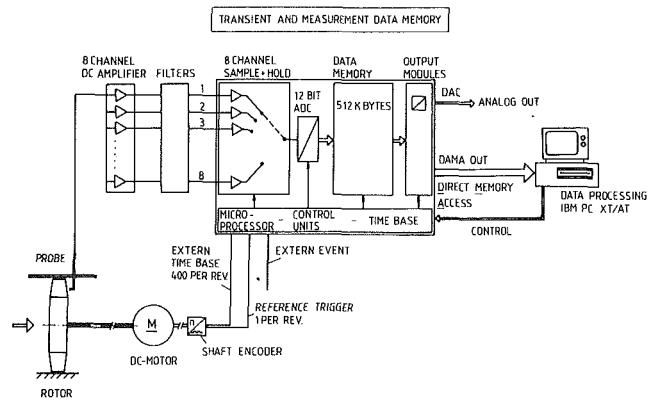 TRANSIENT AND MEASUREMENT DATA MEMORY
8 CHANNEL
DC AMPLIFIER
FILTERS
8 CHANNEL
SAMPLE+HOLD
DATA
MEMORY
OUTPUT
MODULES
1
2
3
8
12 BIT
ADC
512 K BYTES
DAC
ANALOG OUT
DAMA OUT
DIRECT MEMORY
ACCESS
DATA PROCESSING
IBM PC XT/AT
CONTROL
MICRO-
PROCESSOR
- CONTROL
UNITS
- TIME BASE
EXTERN
TIME BASE
400 PER REV
EXTERN EVENT
PROBE
REFERENCE TRIGGER
1 PER REV.
M
n
SHAFT ENCODER
DC-MOTOR
ROTOR